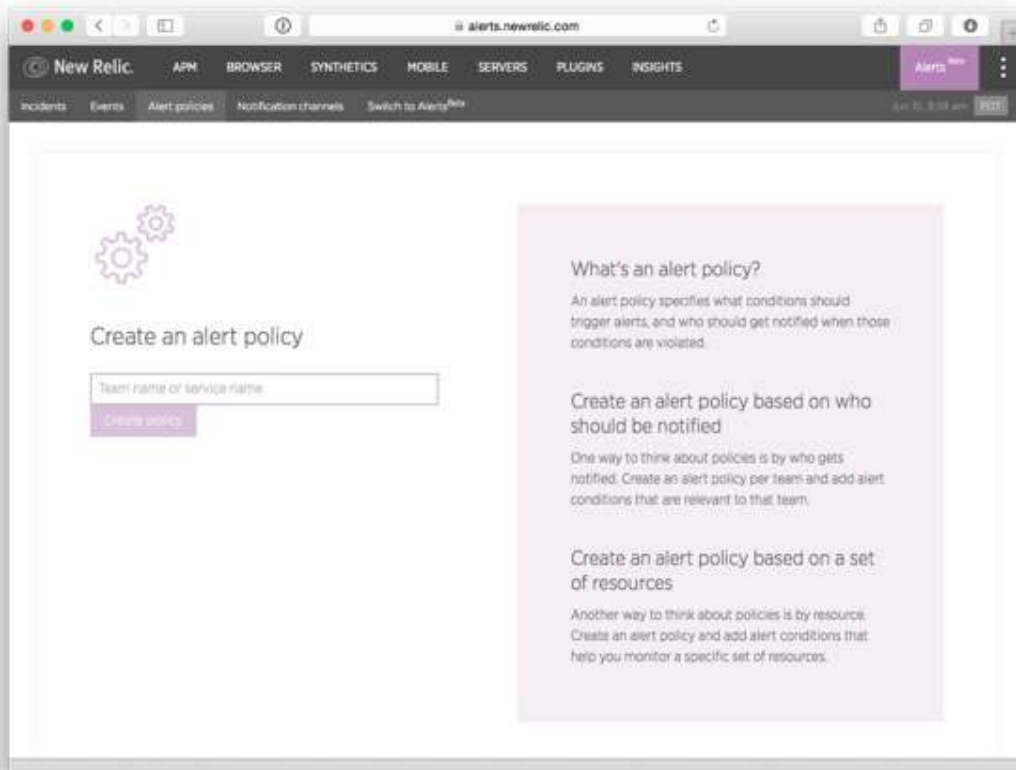 alerts.newrelic.com
New Relic. APM BROWSER SYNTHETICS MOBILE SERVERS PLUGINS INSIGHTS Alerts Beta
Incidents Events Alert policies Notification channels Switch to Alerts Beta PDT
Create an alert policy
Team name or service name
Create policy
What's an alert policy?
An alert policy specifies what conditions should
trigger alerts, and who should get notified when those
conditions are violated.
Create an alert policy based on who
should be notified
One way to think about policies is by who gets
notified. Create an alert policy per team and add alert
conditions that are relevant to that team.
Create an alert policy based on a set
of resources
Another way to think about policies is by resource.
Create an alert policy and add alert conditions that
help you monitor a specific set of resources.